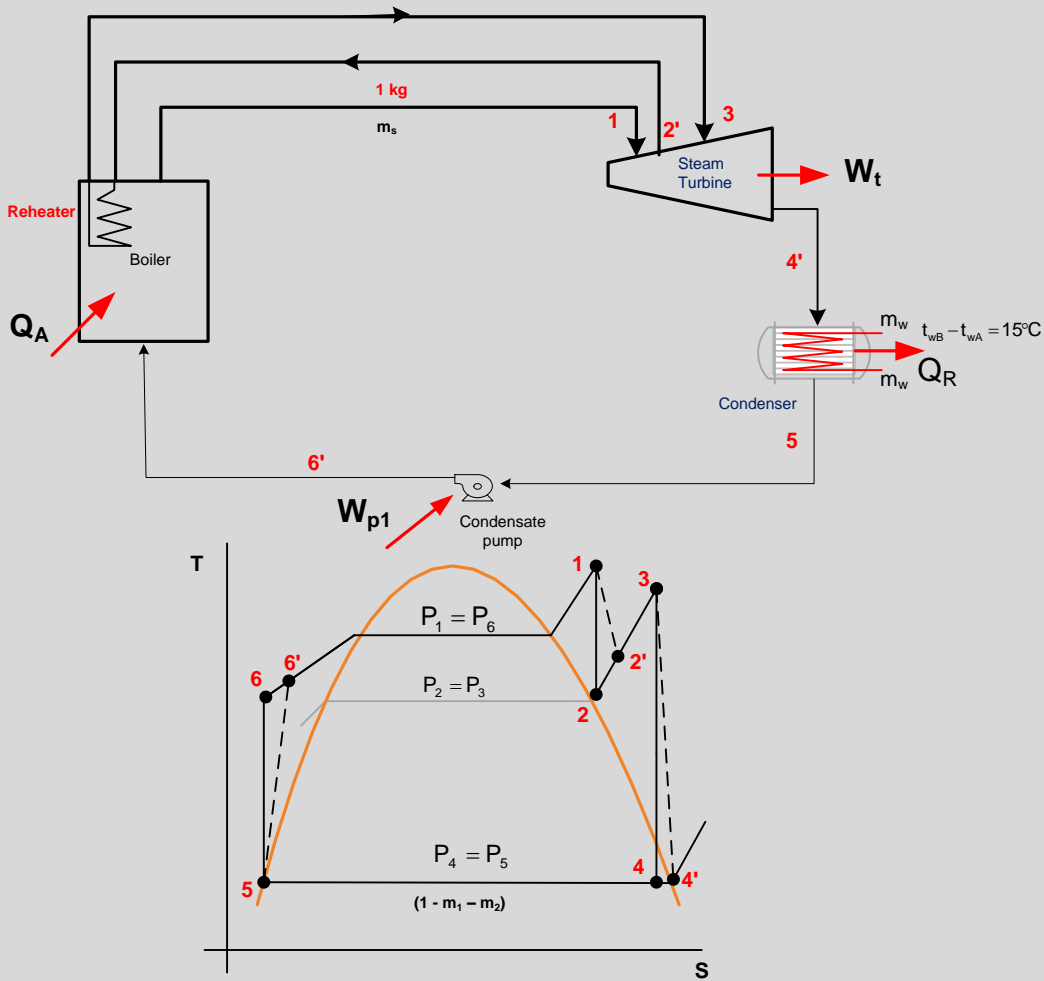 1 kg
m_s
1
2'
3
Steam
Turbine
W_t
Reheater
Boiler
Q_A
4'
m_w
t_wB − t_wA = 15°C
Q_R
m_w
Condenser
5
6'
W_p1
Condensate
pump
T
1
3
P_1 = P_6
6'
6
2'
P_2 = P_3
2
P_4 = P_5
4
4'
5
(1 - m_1 – m_2)
S